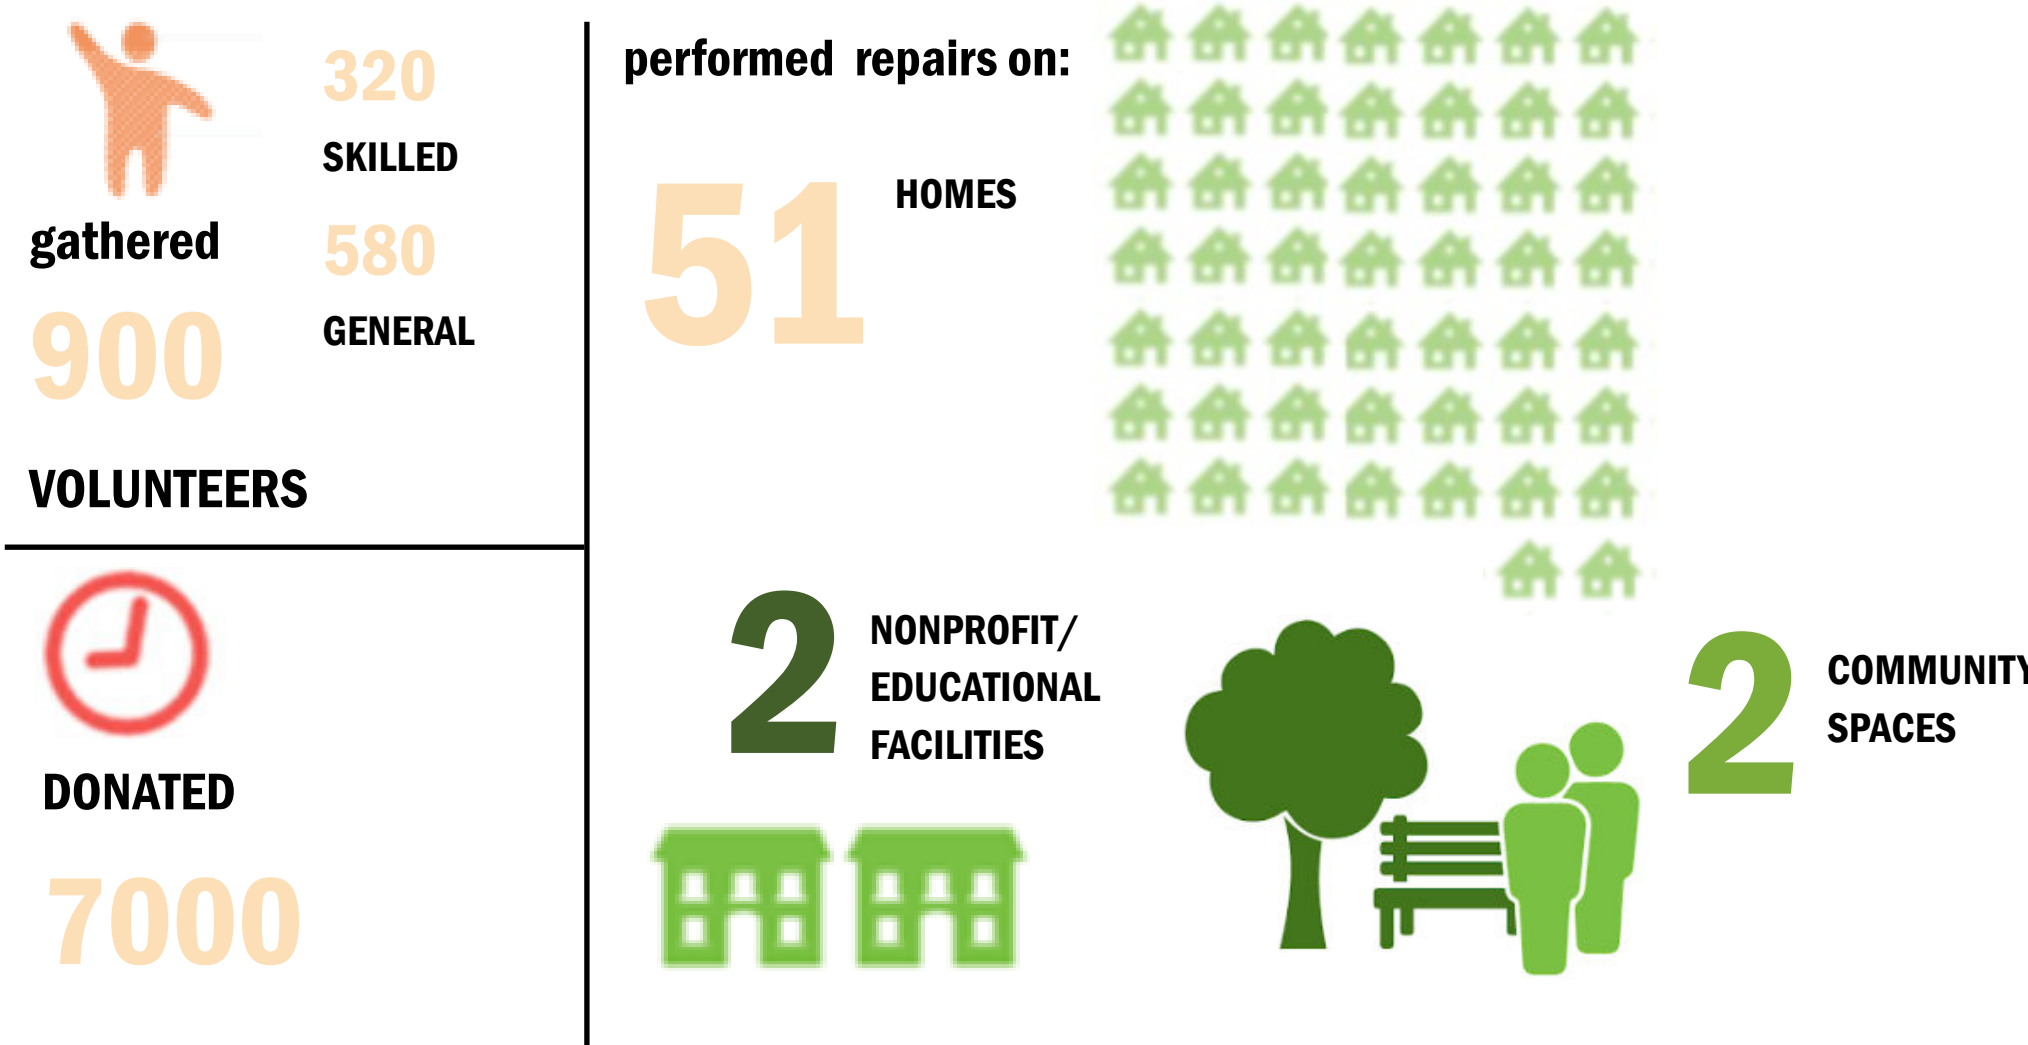 320
SKILLED
gathered
580
900
GENERAL
VOLUNTEERS
DONATED
7000
performed repairs on:
51
HOMES
2
NONPROFIT/
EDUCATIONAL
FACILITIES
2
COMMUNITY
SPACES